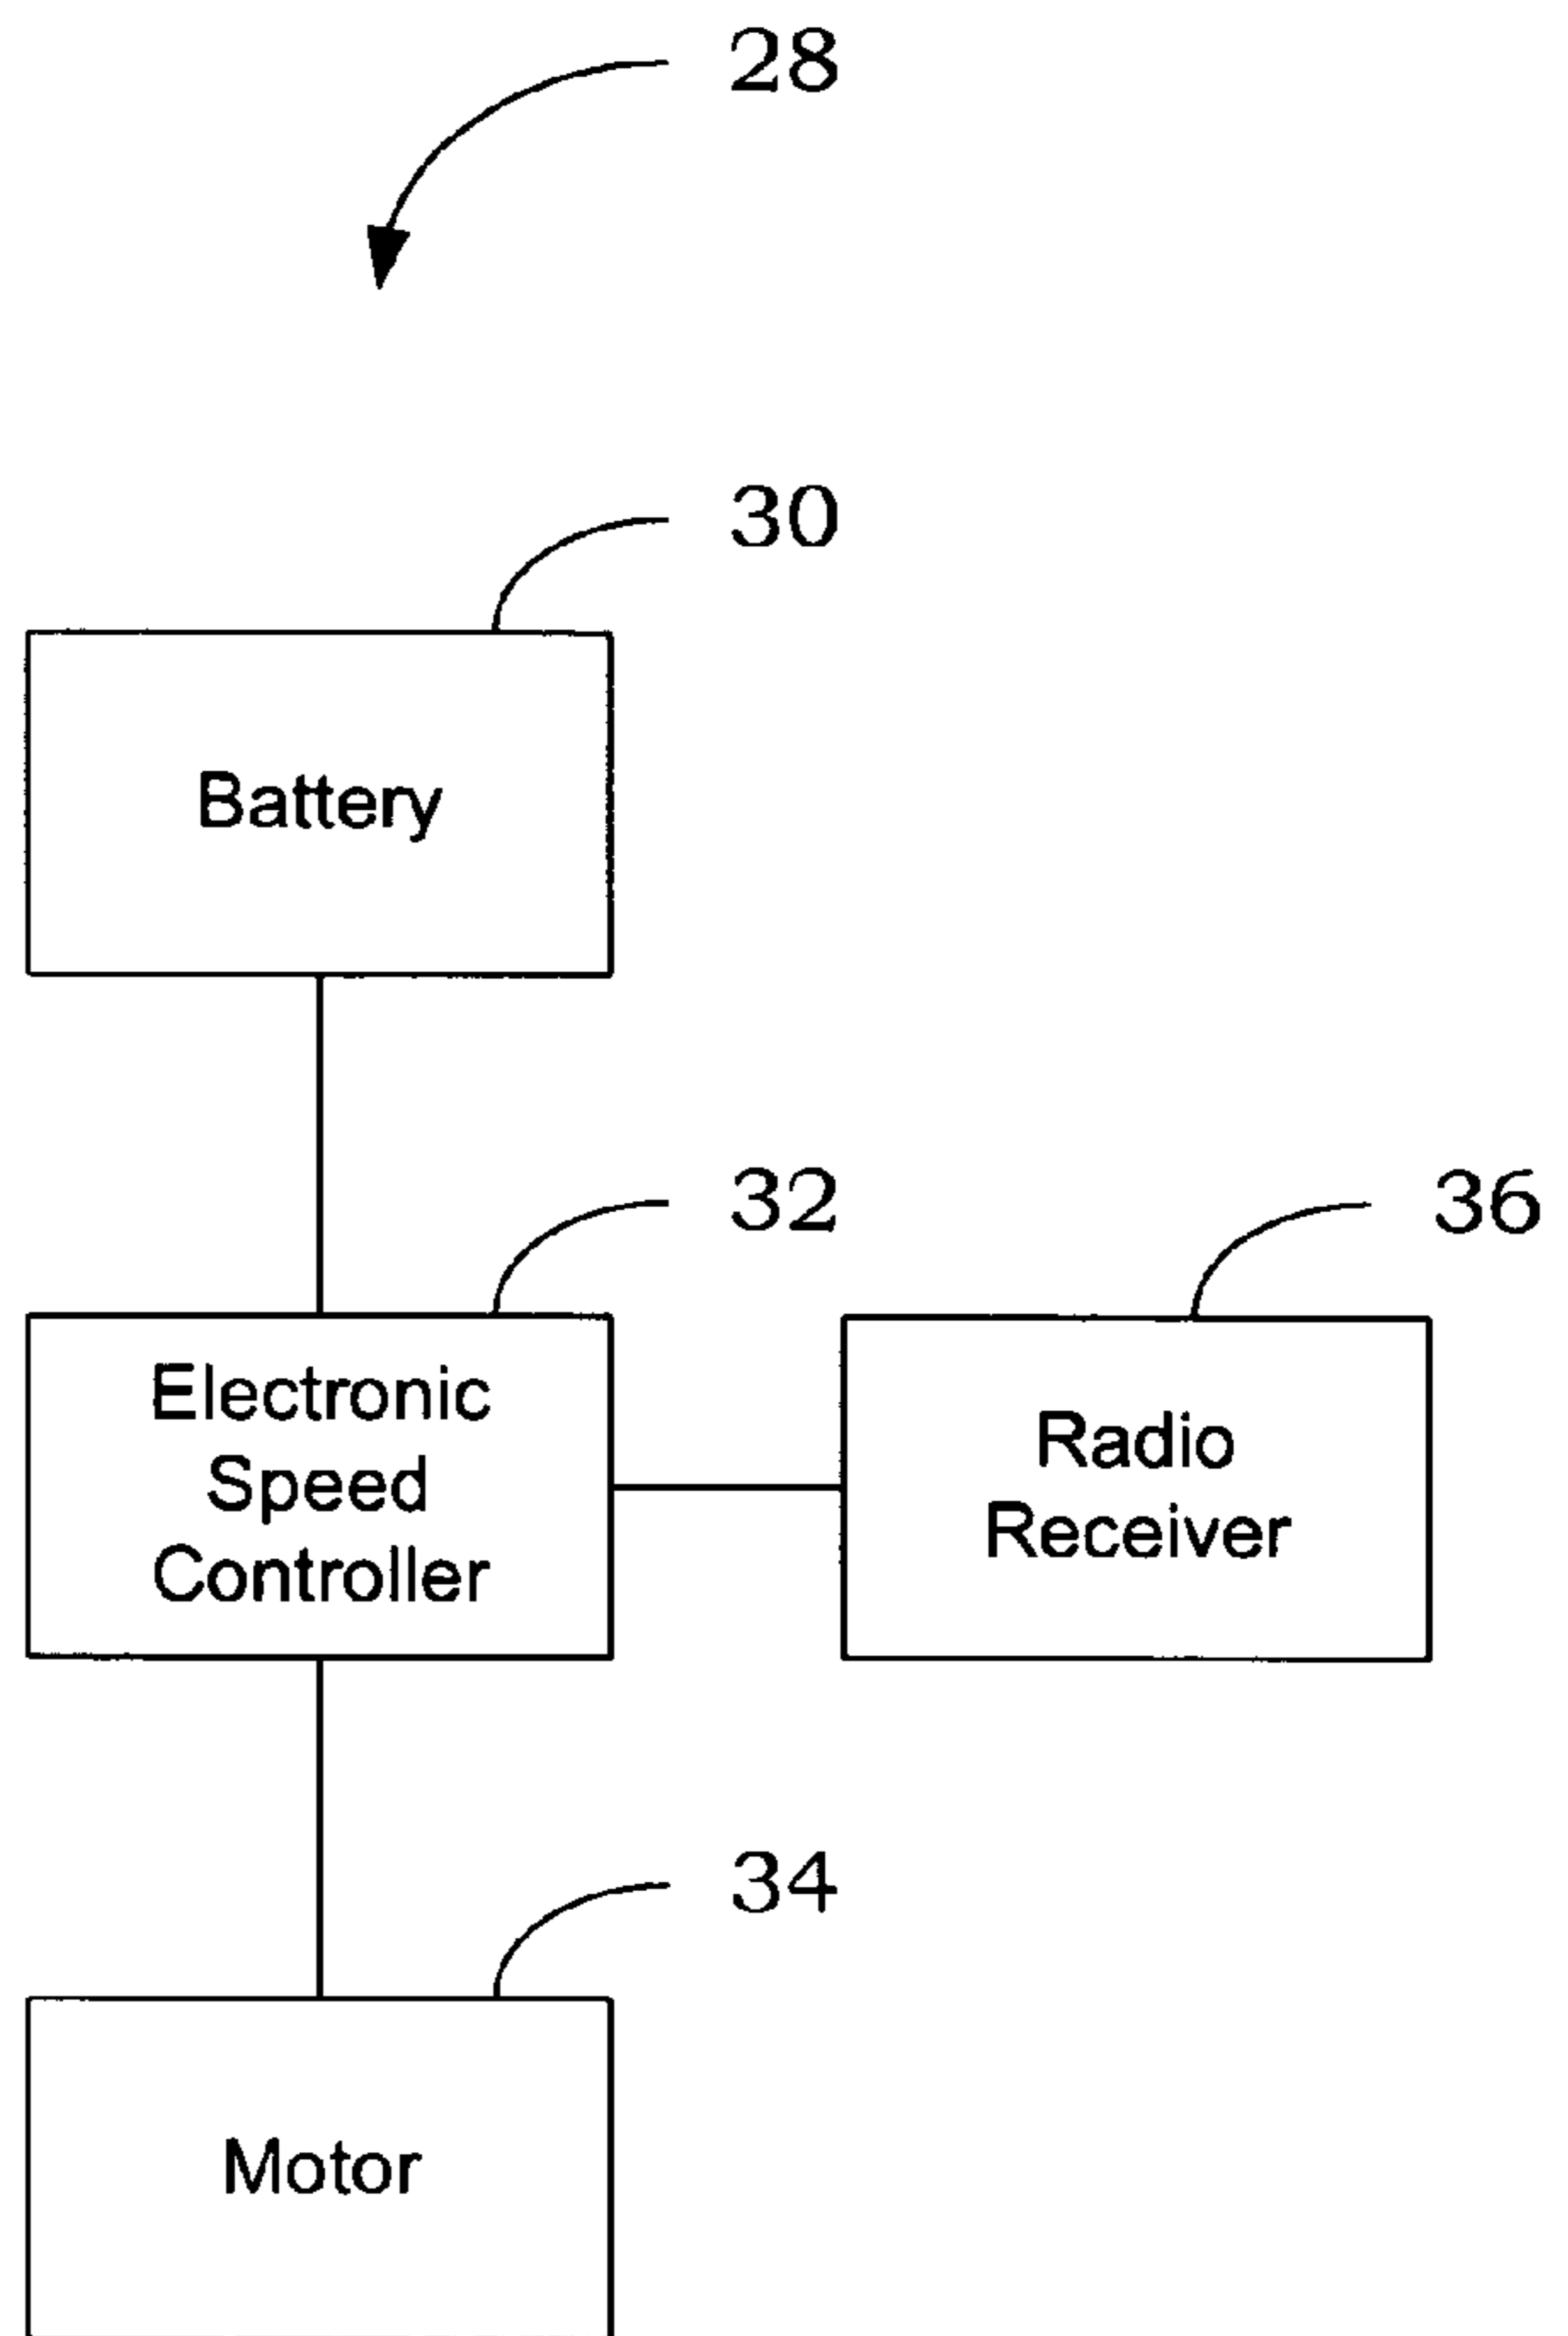 28
30
Battery
32
36
Electronic
Speed
Controller
Radio
Receiver
34
Motor